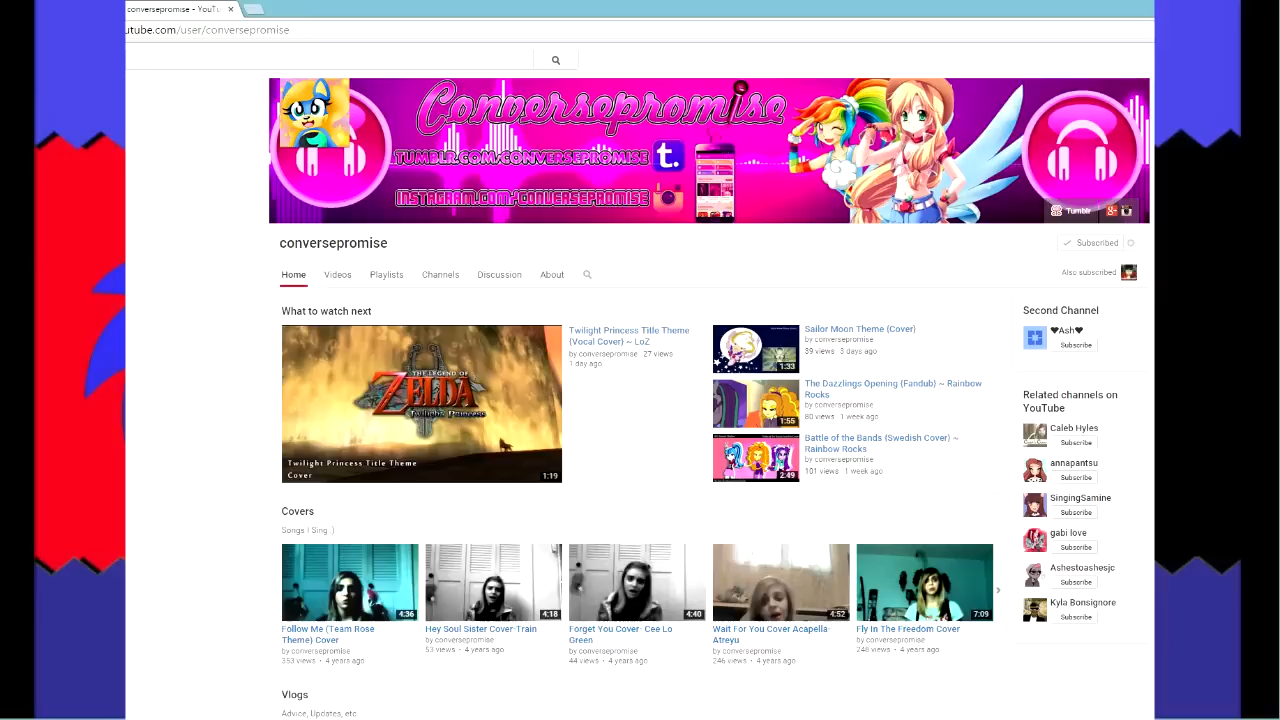 conversepromise - YouTu
utube.com/user/conversepromise
Conversepromise
TUMBLR.COM/CONVERSEPROMISE
t.
INSTAGRAM.COM/CONVERSEPROMISE
Tumblr
conversepromise
Subscribed
Home Videos Playlists Channels Discussion About
Also subscribed
What to watch next
THE LEGEND OF
ZELDA
Twilight Princess
Twilight Princess Title Theme
Cover
1:19
Twilight Princess Title Theme
(Vocal Cover) ~ LoZ
by conversepromise 27 views
1 day ago
1:33
Sailor Moon Theme (Cover)
by conversepromise
39 views 3 days ago
1:55
The Dazzlings Opening (Fandub) ~ Rainbow
Rocks
by conversepromise
80 views 1 week ago
2:49
Battle of the Bands (Swedish Cover) ~
Rainbow Rocks
by conversepromise
101 views 1 week ago
Second Channel
♥Ash♥
Subscribe
Related channels on
YouTube
Caleb Hyles
Subscribe
annapantsu
Subscribe
SingingSamine
Subscribe
gabi love
Subscribe
Ashestoashesjc
Subscribe
Kyla Bonsignore
Subscribe
Covers
Songs I Sing :)
4:36
Follow Me (Team Rose
Theme) Cover
by conversepromise
353 views • 4 years ago
4:18
Hey Soul Sister Cover-Train
by conversepromise
53 views • 4 years ago
4:40
Forget You Cover- Cee Lo
Green
by conversepromise
44 views • 4 years ago
4:52
Wait For You Cover Acapella-
Atreyu
by conversepromise
246 views • 4 years ago
7:09
Fly In The Freedom Cover
by conversepromise
248 views • 4 years ago
Vlogs
Advice, Updates, etc